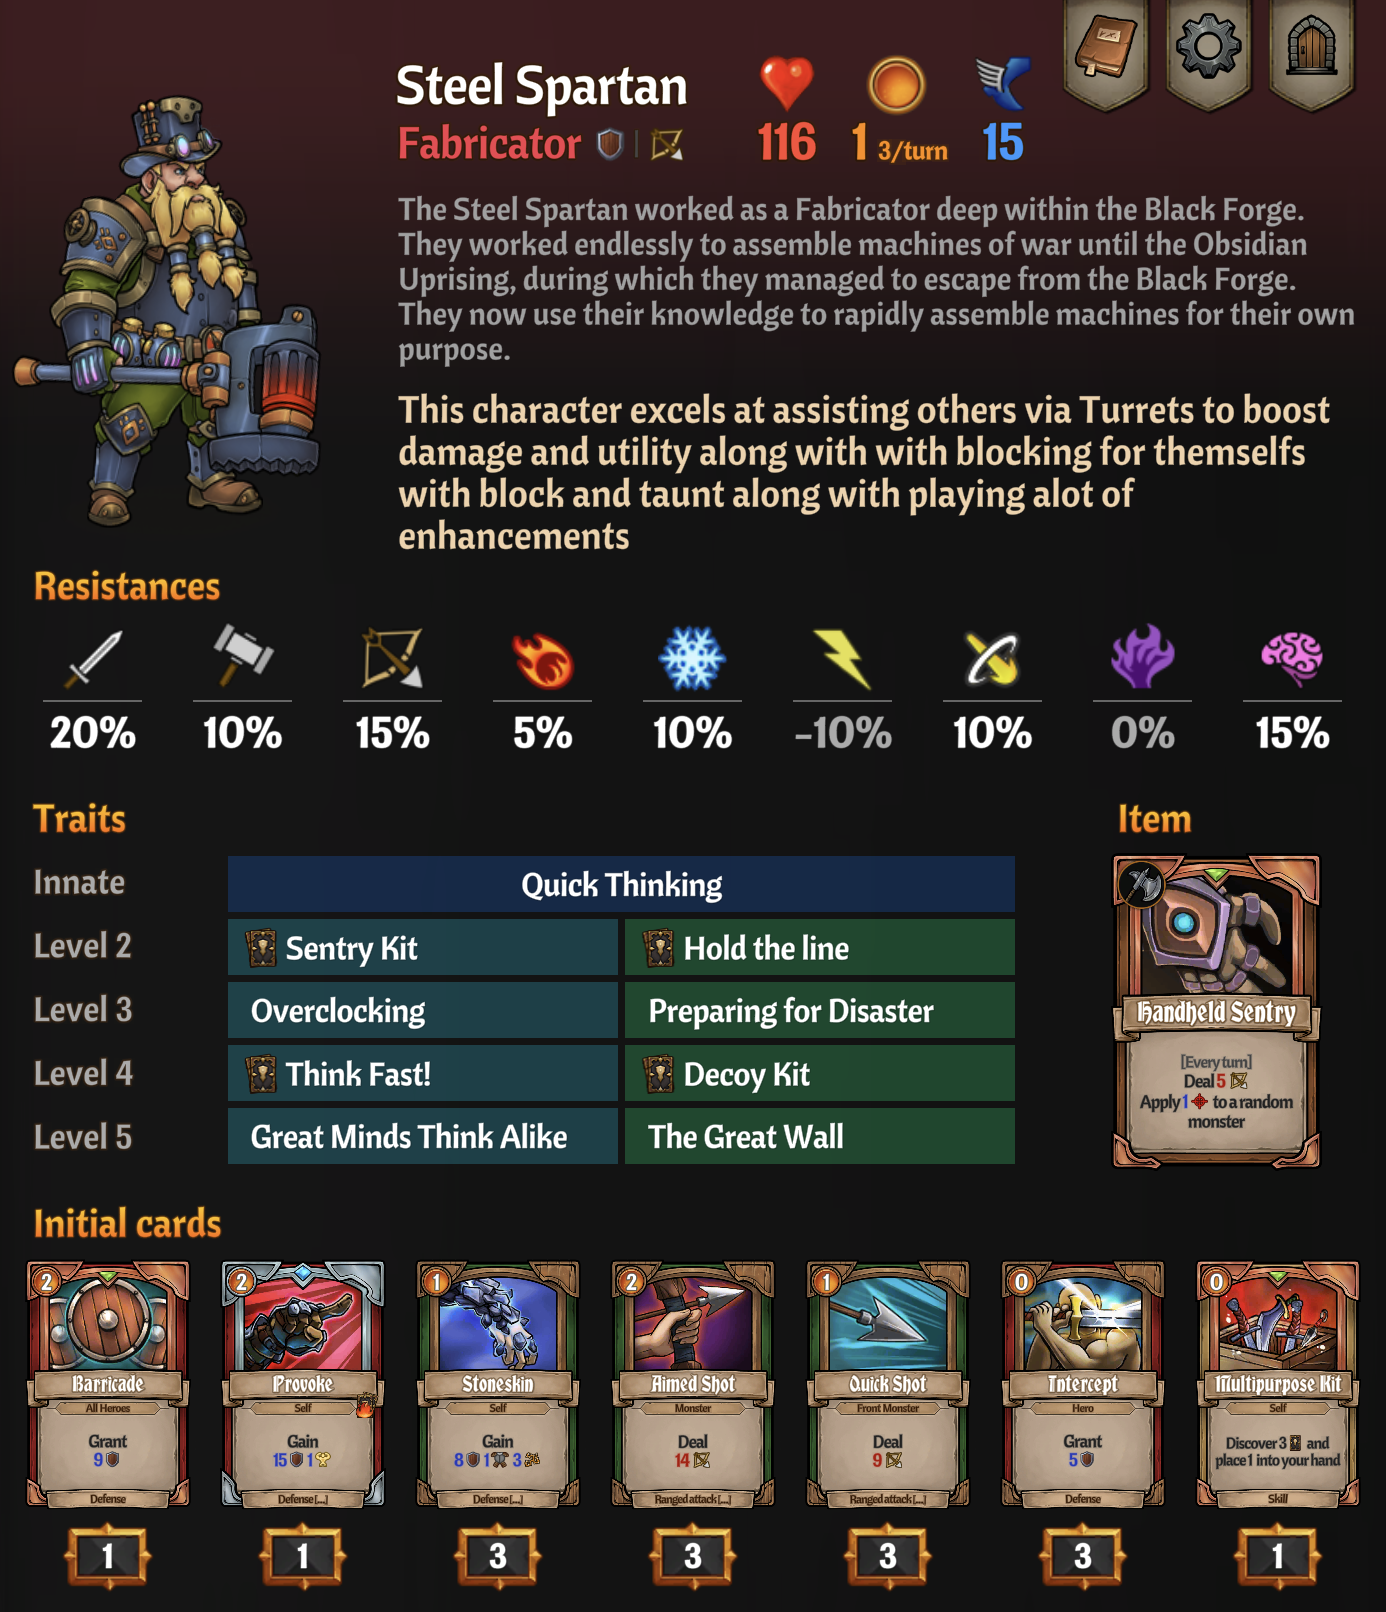 Steel Spartan
Fabricator
116
1 3/turn
15
The Steel Spartan worked as a Fabricator deep within the Black Forge.
They worked endlessly to assemble machines of war until the Obsidian
Uprising, during which they managed to escape from the Black Forge.
They now use their knowledge to rapidly assemble machines for their own
purpose.
This character excels at assisting others via Turrets to boost
damage and utility along with with blocking for themselfs
with block and taunt along with playing alot of
enhancements
Resistances
20% 10% 15% 5% 10% -10% 10% 0% 15%
Traits
Innate
Quick Thinking
Level 2
Sentry Kit
Hold the line
Level 3
Overclocking
Preparing for Disaster
Level 4
Think Fast!
Decoy Kit
Level 5
Great Minds Think Alike
The Great Wall
Item
Handheld Sentry
[Every turn]
Deal 5
Apply 1 to a random
monster
Initial cards
2
Barricade
All Heroes
Grant
9
Defense
1
2
Provoke
Self
Gain
15 1
Defense [...]
1
1
Stoneskin
Self
Gain
8 1 3
Defense [...]
3
2
Aimed Shot
Monster
Deal
14
Ranged attack [...]
3
1
Quick Shot
Front Monster
Deal
9
Ranged attack [...]
3
0
Intercept
Hero
Grant
5
Defense
3
0
Multipurpose Kit
Self
Discover 3 and
place 1 into your hand
Skill
1